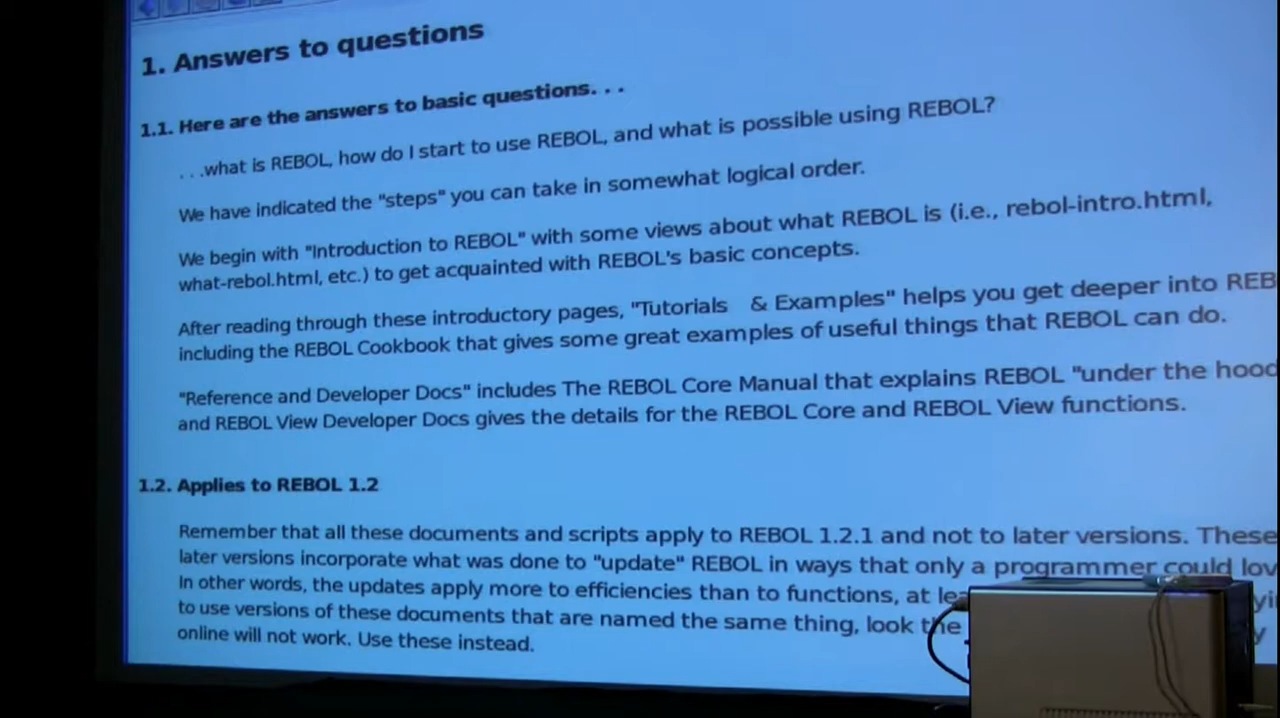 1. Answers to questions
1.1. Here are the answers to basic questions. . .
. . .what is REBOL, how do I start to use REBOL, and what is possible using REBOL?
We have indicated the "steps" you can take in somewhat logical order.
We begin with "Introduction to REBOL" with some views about what REBOL is (i.e., rebol-intro.html,
what-rebol.html, etc.) to get acquainted with REBOL's basic concepts.
After reading through these introductory pages, "Tutorials & Examples" helps you get deeper into REB
including the REBOL Cookbook that gives some great examples of useful things that REBOL can do.
"Reference and Developer Docs" includes The REBOL Core Manual that explains REBOL "under the hood
and REBOL View Developer Docs gives the details for the REBOL Core and REBOL View functions.
1.2. Applies to REBOL 1.2
Remember that all these documents and scripts apply to REBOL 1.2.1 and not to later versions. These
later versions incorporate what was done to "update" REBOL in ways that only a programmer could lov
In other words, the updates apply more to efficiencies than to functions, at
to use versions of these documents that are named the same thing, look the
online will not work. Use these instead.